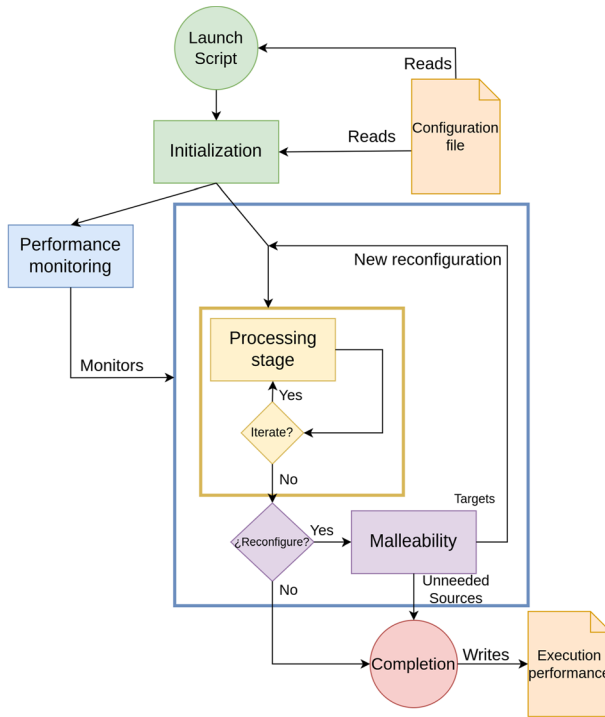 Launch
Script
Reads
Configuration
file
Reads
Initialization
Performance
monitoring
New reconfiguration
Processing
stage
Monitors
Yes
Iterate?
No
Targets
¿Reconfigure?
Yes
Malleability
No
Unneeded
Sources
Completion
Writes
Execution
performance